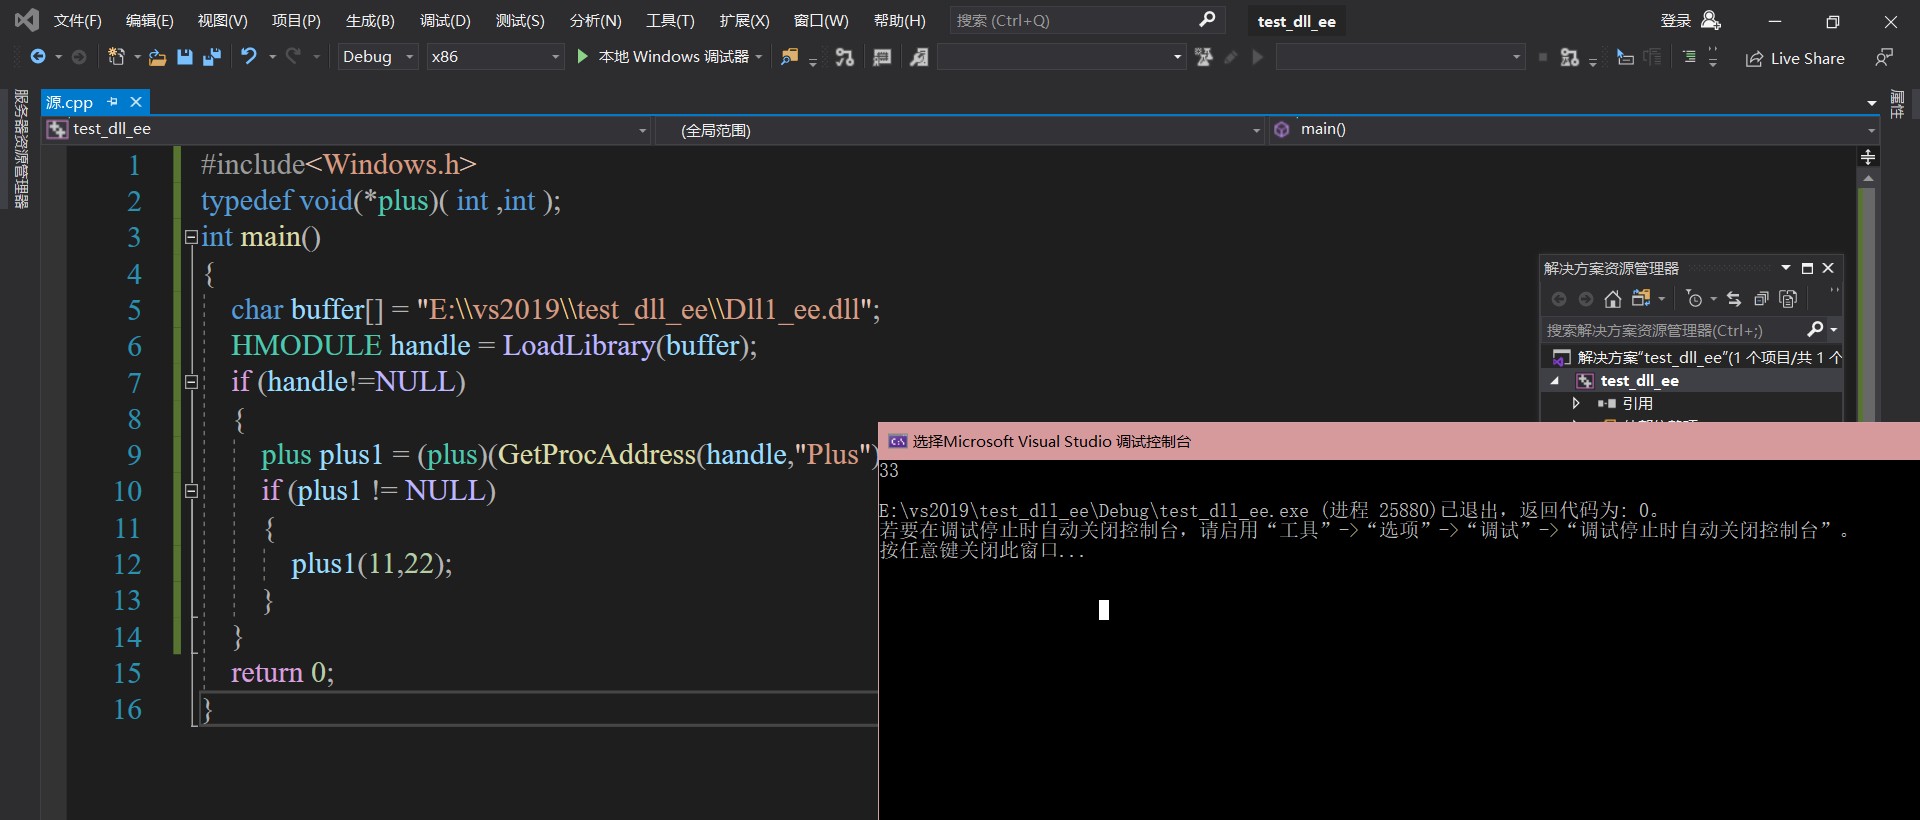 文件(F) 编辑(E) 视图(V) 项目(P) 生成(B) 调试(D) 测试(S) 分析(N) 工具(T) 扩展(X) 窗口(W) 帮助(H) 搜索 (Ctrl+Q) test_dll_ee 登录
Debug x86 本地 Windows 调试器 Live Share
服务器资源管理器
源.cpp
属性
test_dll_ee (全局范围) main()
1 #include<Windows.h>
2 typedef void(*plus)( int ,int );
3 int main()
4 {
5 char buffer[] = "E:\\vs2019\\test_dll_ee\\Dll1_ee.dll";
6 HMODULE handle = LoadLibrary(buffer);
7 if (handle!=NULL)
8 {
9 plus plus1 = (plus)(GetProcAddress(handle,"Plus")
10 if (plus1 != NULL)
11 {
12 plus1(11,22);
13 }
14 }
15 return 0;
16 }
解决方案资源管理器
搜索解决方案资源管理器(Ctrl+;)
解决方案"test_dll_ee"(1 个项目/共 1 个
test_dll_ee
引用
选择Microsoft Visual Studio 调试控制台
33
E:\vs2019\test_dll_ee\Debug\test_dll_ee.exe (进程 25880)已退出，返回代码为: 0。
若要在调试停止时自动关闭控制台，请启用“工具”->“选项”->“调试”->“调试停止时自动关闭控制台”。
按任意键关闭此窗口...